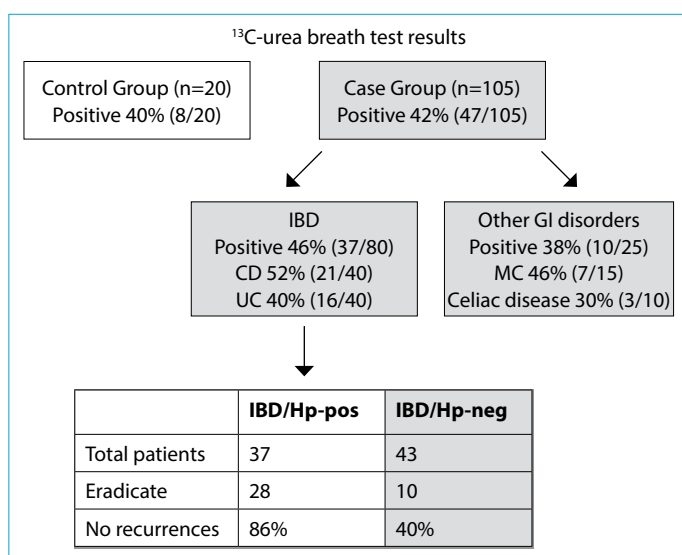 ¹³C-urea breath test results
Control Group (n=20)
Positive 40% (8/20)
Case Group (n=105)
Positive 42% (47/105)
IBD
Positive 46% (37/80)
CD 52% (21/40)
UC 40% (16/40)
Other GI disorders
Positive 38% (10/25)
MC 46% (7/15)
Celiac disease 30% (3/10)
IBD/Hp-pos IBD/Hp-neg
Total patients 37 43
Eradicate 28 10
No recurrences 86% 40%